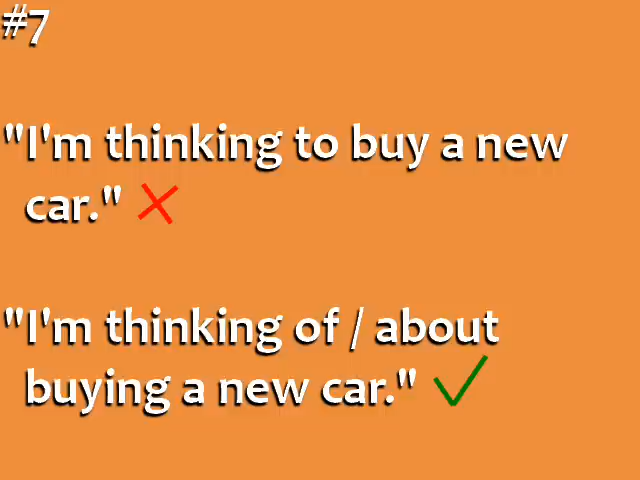 #7
"I'm thinking to buy a new
car."
"I'm thinking of / about
buying a new car."